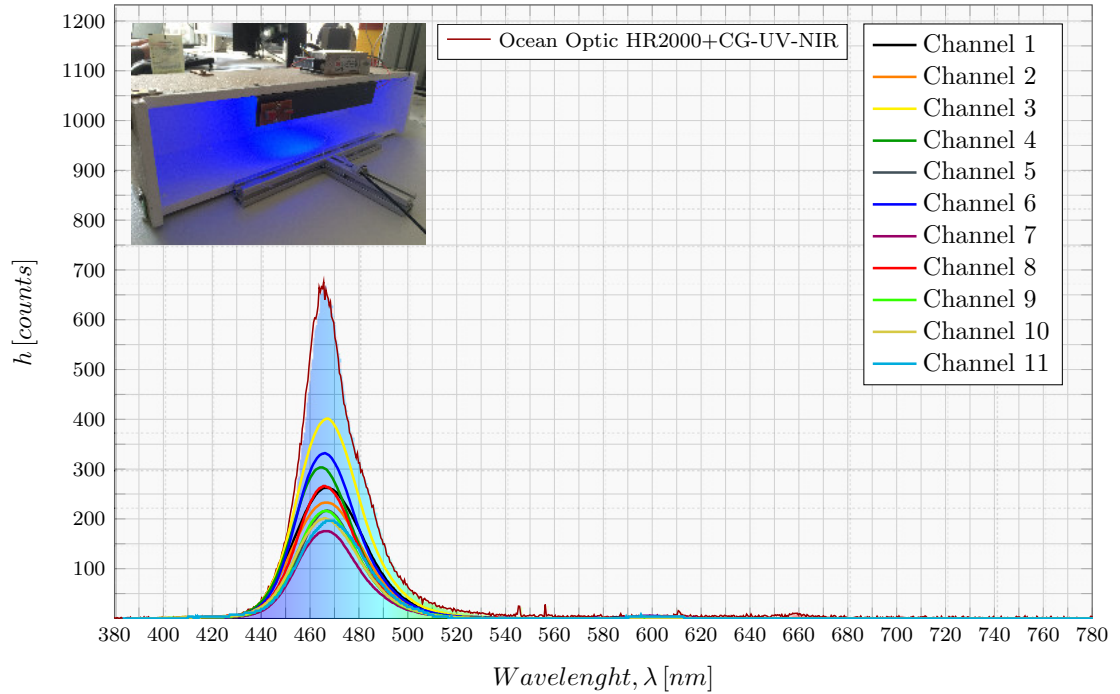 1200
1100
1000
900
800
700
600
500
400
300
200
100
h [counts]
Ocean Optic HR2000+CG-UV-NIR
Channel 1
Channel 2
Channel 3
Channel 4
Channel 5
Channel 6
Channel 7
Channel 8
Channel 9
Channel 10
Channel 11
380 400 420 440 460 480 500 520 540 560 580 600 620 640 660 680 700 720 740 760 780
Wavelenght, λ [nm]